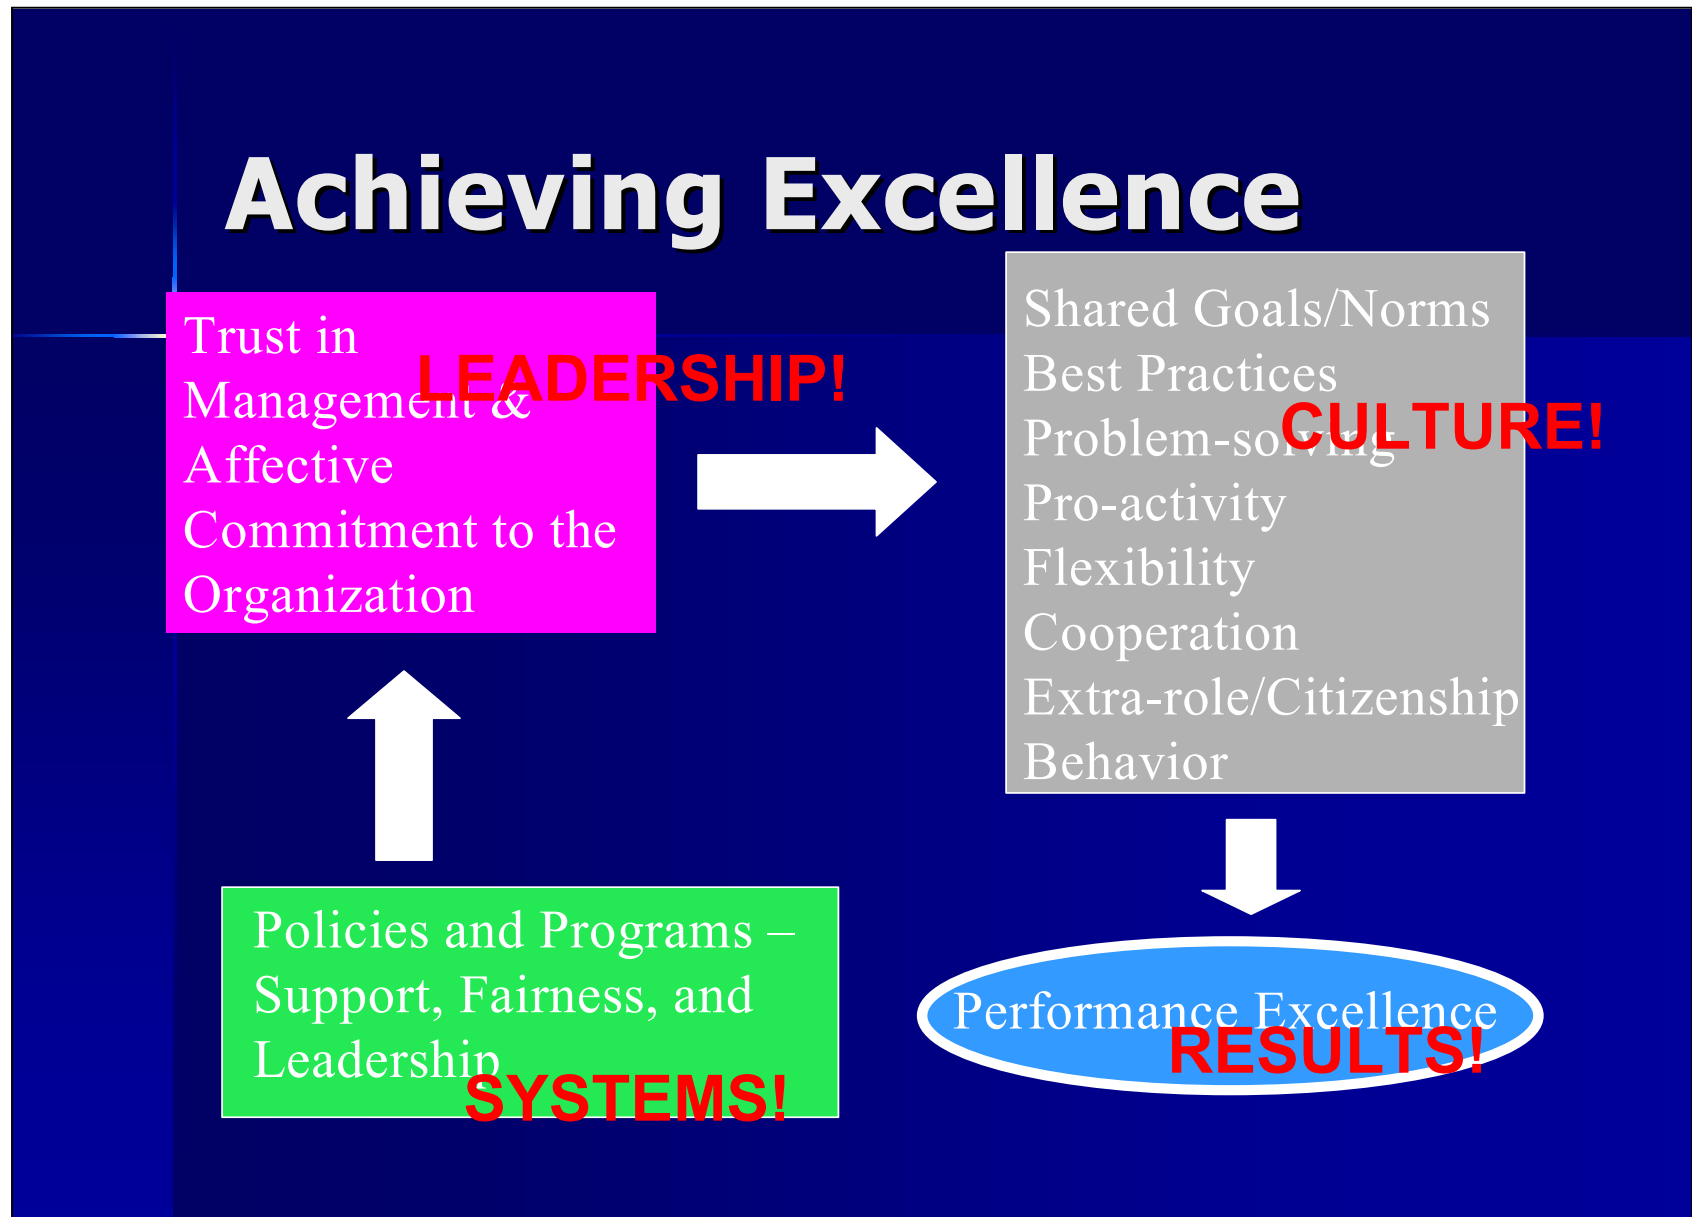 Achieving Excellence
Trust in
Management &
Affective
Commitment to the
Organization
LEADERSHIP!
Shared Goals/Norms
Best Practices
Problem-solving
Pro-activity
Flexibility
Cooperation
Extra-role/Citizenship
Behavior
CULTURE!
Policies and Programs –
Support, Fairness, and
Leadership
SYSTEMS!
Performance Excellence
RESULTS!